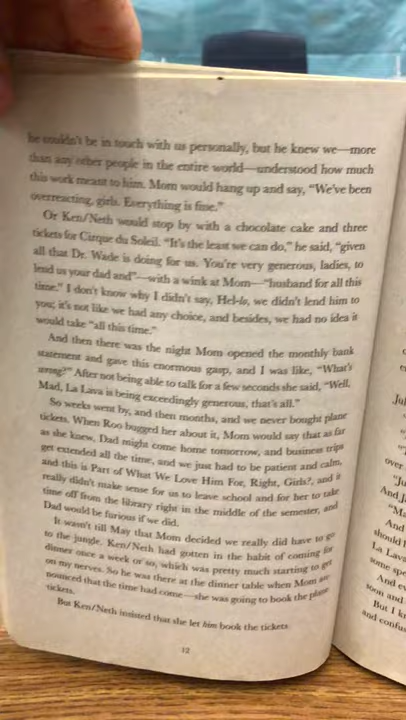 he couldn't be in touch with us personally, but he knew we—more
than any other people in the entire world—understood how much
this work meant to him. Mom would hang up and say, "We've been
overreacting, girls. Everything is fine."
Or Ken/Neth would stop by with a chocolate cake and three
tickets for Cirque du Soleil. "It's the least we can do," he said, "given
all that Dr. Wade is doing for us. You're very generous, ladies, to
lend us your dad and"—with a wink at Mom—"husband for all this
time." I don't know why I didn't say, Hel-lo, we didn't lend him to
you; it's not like we had any choice, and besides, we had no idea it
would take "all this time."
And then there was the night Mom opened the monthly bank
statement and gave this enormous gasp, and I was like, "What's
wrong?" After not being able to talk for a few seconds she said, "Well,
Mad, La Lava is being exceedingly generous, that's all."
So weeks went by, and then months, and we never bought plane
tickets. When Roo bugged her about it, Mom would say that as far
as she knew, Dad might come home tomorrow, and business trips
get extended all the time, and we just had to be patient and calm,
and this is Part of What We Love Him For, Right, Girls?, and it
really didn't make sense for us to leave school and for her to take
time off from the library right in the middle of the semester, and
Dad would be furious if we did.
It wasn't till May that Mom decided we really did have to go
to the jungle. Ken/Neth had gotten in the habit of coming for
dinner once a week or so, which was pretty much starting to get
on my nerves. So he was there at the dinner table when Mom an-
nounced that the time had come—she was going to book the plane
tickets.
But Ken/Neth insisted that she let him book the tickets
12
Jul
over
"Ju
And J
"Ma
And
should h
La Lava
some spe
And ev
soon and
But I k
and confus